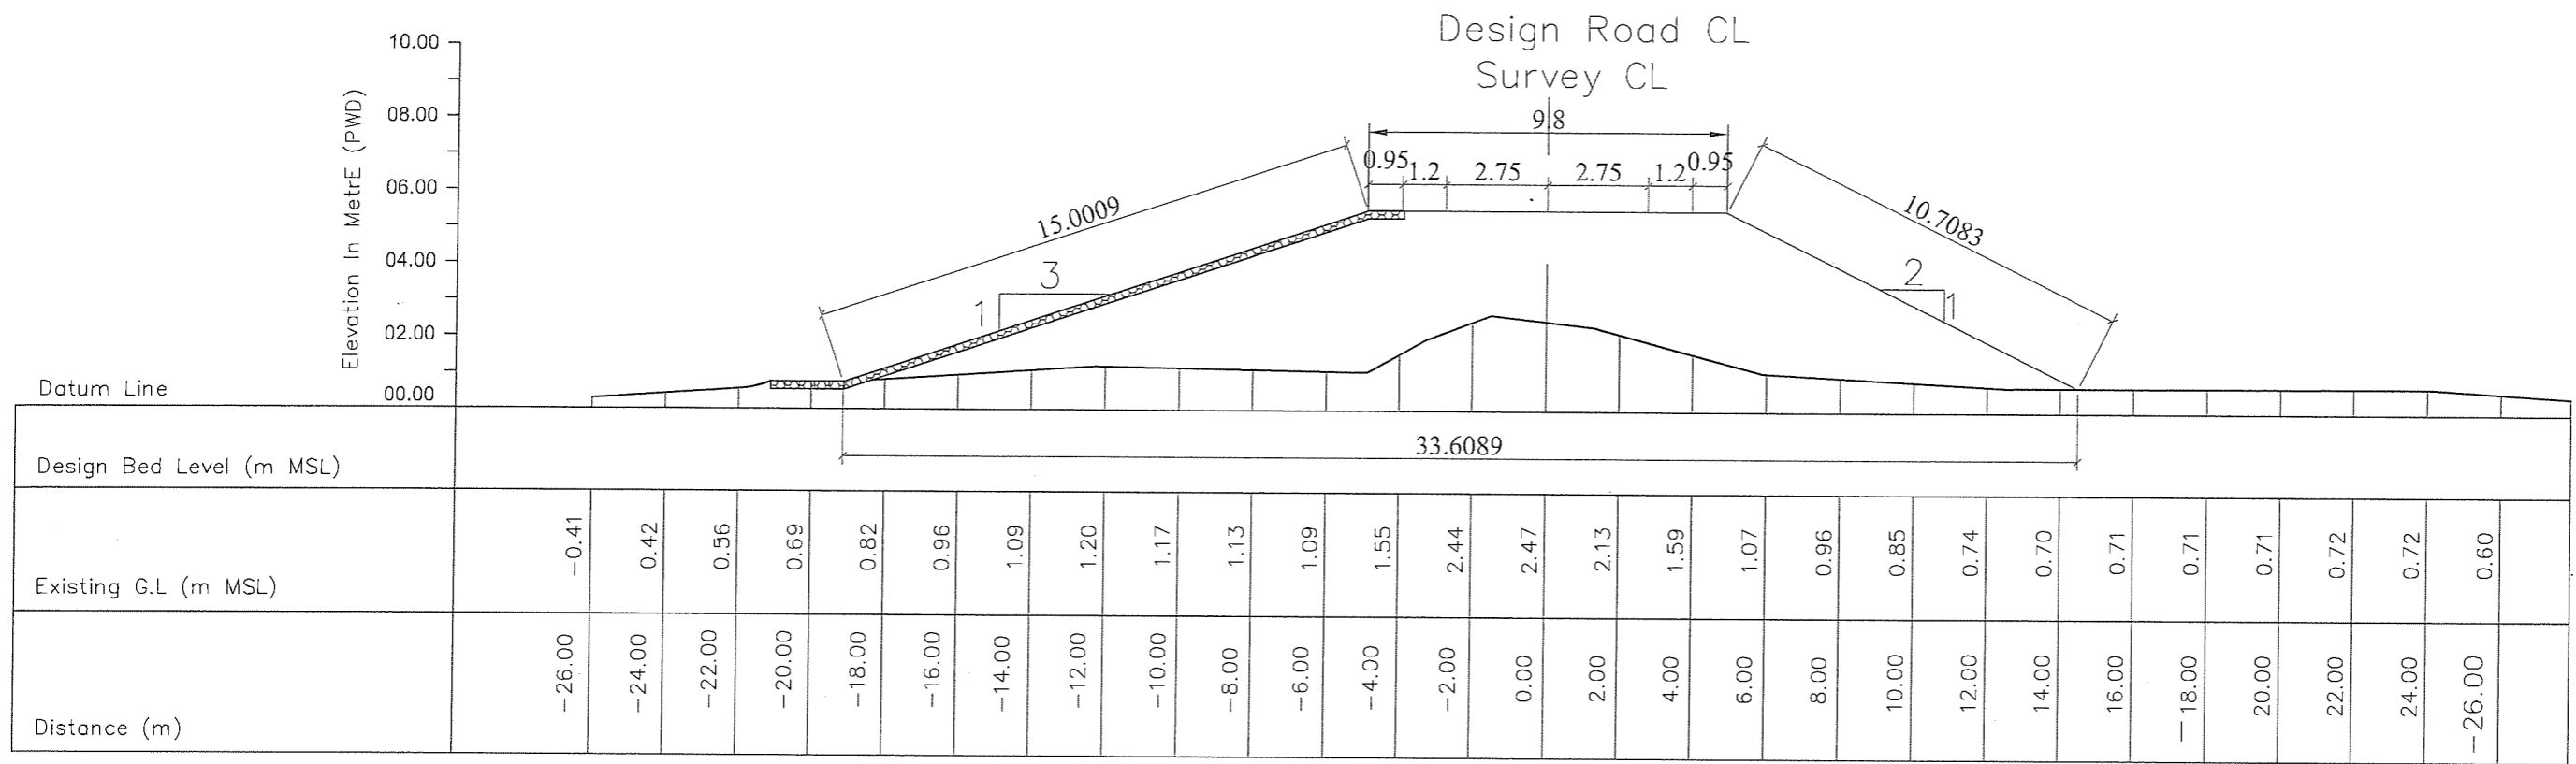 Design Road CL
Survey CL
Elevation In MetrE (PWD)
10.00
08.00
06.00
04.00
02.00
00.00
9.8
0.95 1.2 2.75 2.75 1.2 0.95
15.0009
10.7083
3
1
2
1
Datum Line
33.6089
Design Bed Level (m MSL)
Existing G.L (m MSL) -0.41 0.42 0.56 0.69 0.82 0.96 1.09 1.20 1.17 1.13 1.09 1.55 2.44 2.47 2.13 1.59 1.07 0.96 0.85 0.74 0.70 0.71 0.71 0.71 0.72 0.72 0.60
Distance (m) -26.00 -24.00 -22.00 -20.00 -18.00 -16.00 -14.00 -12.00 -10.00 -8.00 -6.00 -4.00 -2.00 0.00 2.00 4.00 6.00 8.00 10.00 12.00 14.00 16.00 -18.00 20.00 22.00 24.00 -26.00